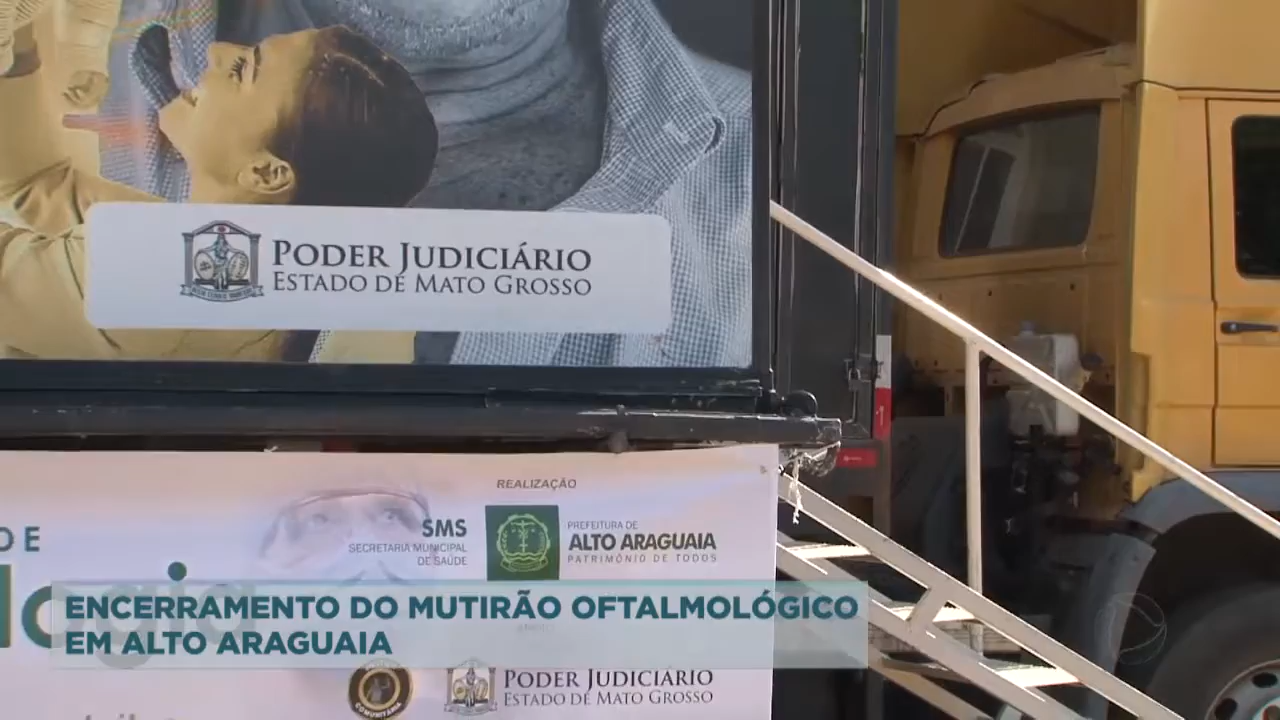 PODER JUDICIÁRIO
ESTADO DE MATO GROSSO
REALIZAÇÃO
SMS
SECRETARIA MUNICIPAL
DE SAÚDE
PREFEITURA DE
ALTO ARAGUAIA
PATRIMÔNIO DE TODOS
ENCERRAMENTO DO MUTIRÃO OFTALMOLÓGICO
EM ALTO ARAGUAIA
PODER JUDICIÁRIO
ESTADO DE MATO GROSSO